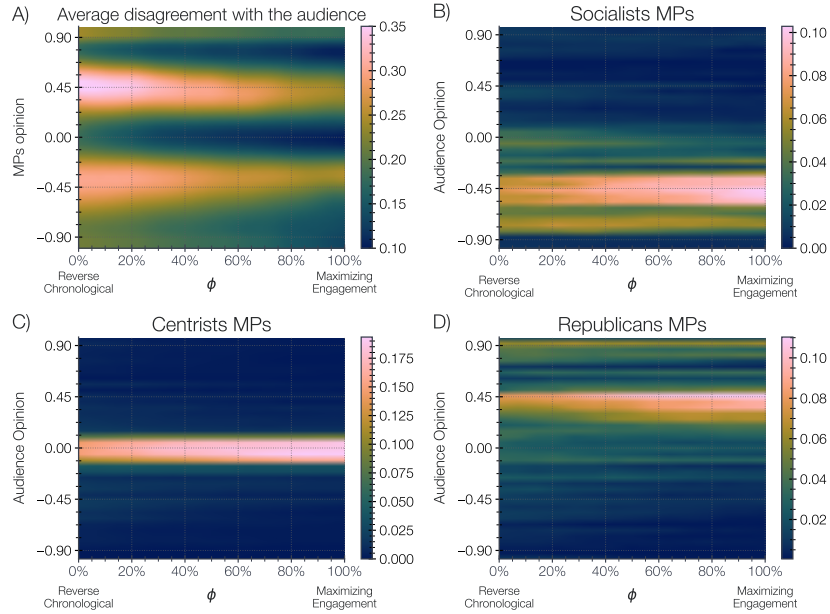 A) Average disagreement with the audience
0.90
0.45
0.00
−0.45
−0.90
MPs opinion
0% 20% 40% 60% 80% 100%
Reverse
Chronological
ϕ
Maximizing
Engagement
0.35
0.30
0.25
0.20
0.15
0.10
B) Socialists MPs
0.90
0.45
0.00
−0.45
−0.90
Audience Opinion
0% 20% 40% 60% 80% 100%
Reverse
Chronological
ϕ
Maximizing
Engagement
0.10
0.08
0.06
0.04
0.02
0.00
C) Centrists MPs
0.90
0.45
0.00
−0.45
−0.90
Audience Opinion
0% 20% 40% 60% 80% 100%
Reverse
Chronological
ϕ
Maximizing
Engagement
0.175
0.150
0.125
0.100
0.075
0.050
0.025
0.000
D) Republicans MPs
0.90
0.45
0.00
−0.45
−0.90
Audience Opinion
0% 20% 40% 60% 80% 100%
Reverse
Chronological
ϕ
Maximizing
Engagement
0.10
0.08
0.06
0.04
0.02